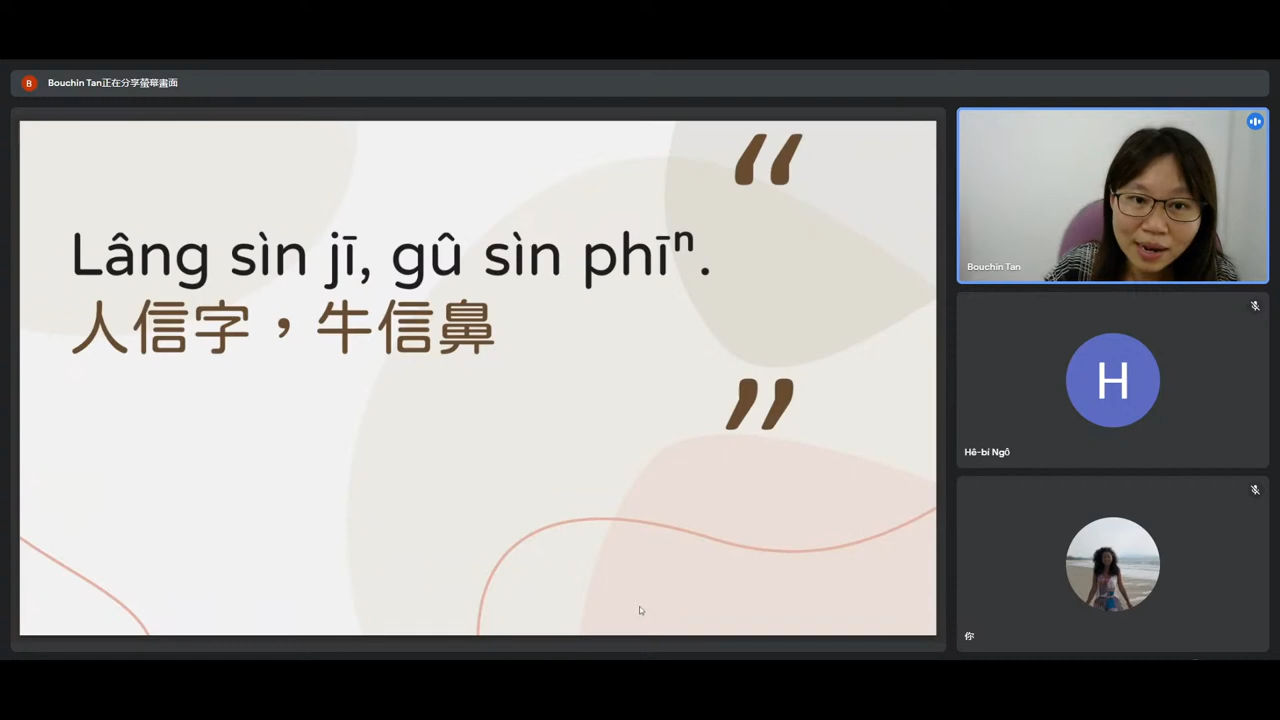 B
Bouchin Tan正在分享螢幕畫面
“
Lâng sìn jī, gû sìn phīⁿ.
人信字，牛信鼻
”
Bouchin Tan
H
Hê-bí Ngô
你